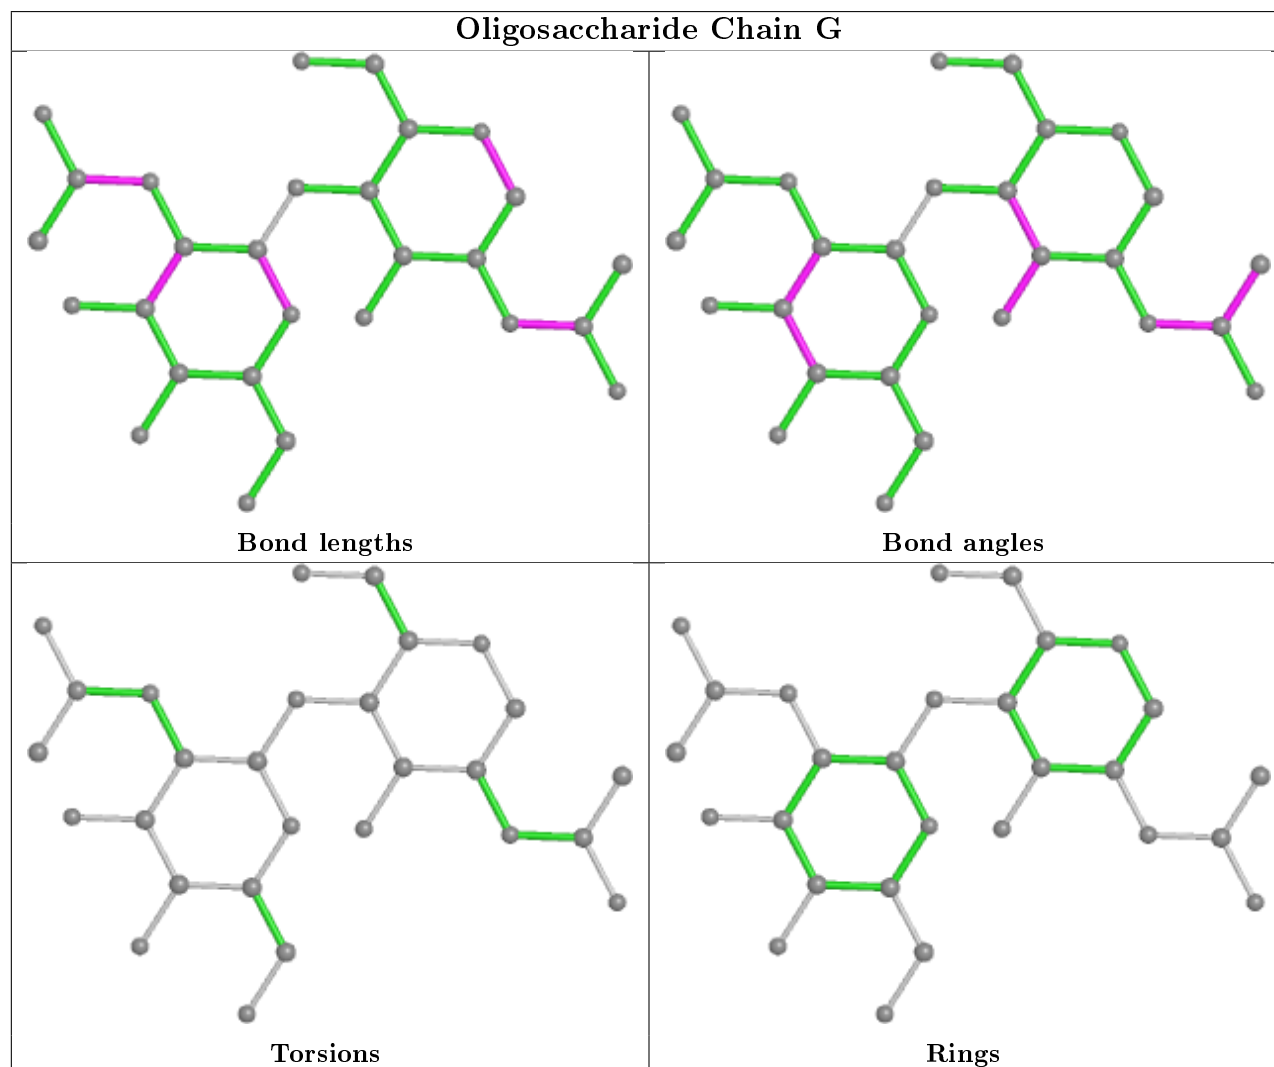 Oligosaccharide Chain G
Bond lengths
Bond angles
Torsions
Rings